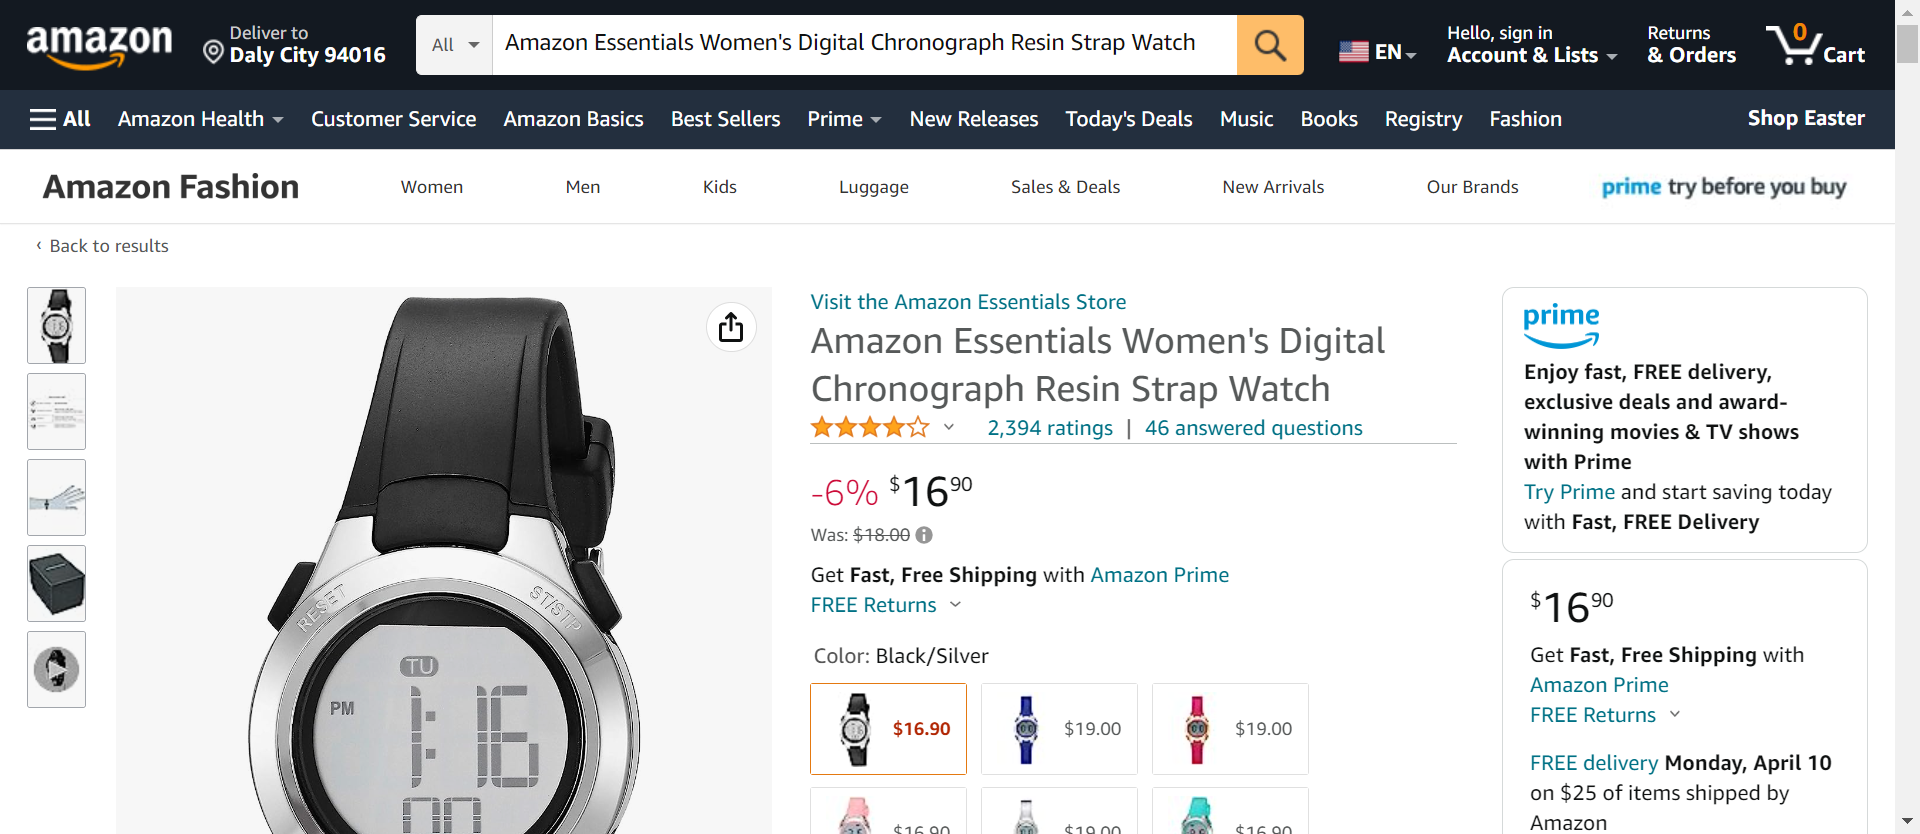 amazon
Deliver to
Daly City 94016
All
Amazon Essentials Women's Digital Chronograph Resin Strap Watch
EN
Hello, sign in
Account & Lists
Returns
& Orders
0
Cart
All
Amazon Health
Customer Service
Amazon Basics
Best Sellers
Prime
New Releases
Today's Deals
Music
Books
Registry
Fashion
Shop Easter
Amazon Fashion
Women
Men
Kids
Luggage
Sales & Deals
New Arrivals
Our Brands
prime try before you buy
‹ Back to results
RESET
ST/STP
TU
PM
1:16
00
Visit the Amazon Essentials Store
Amazon Essentials Women's Digital
Chronograph Resin Strap Watch
2,394 ratings | 46 answered questions
-6% $16 90
Was: $18.00
Get Fast, Free Shipping with Amazon Prime
FREE Returns
Color: Black/Silver
$16.90
$19.00
$19.00
$16.90
$19.00
$16.90
prime
Enjoy fast, FREE delivery,
exclusive deals and award-
winning movies & TV shows
with Prime
Try Prime and start saving today
with Fast, FREE Delivery
$16 90
Get Fast, Free Shipping with
Amazon Prime
FREE Returns
FREE delivery Monday, April 10
on $25 of items shipped by
Amazon